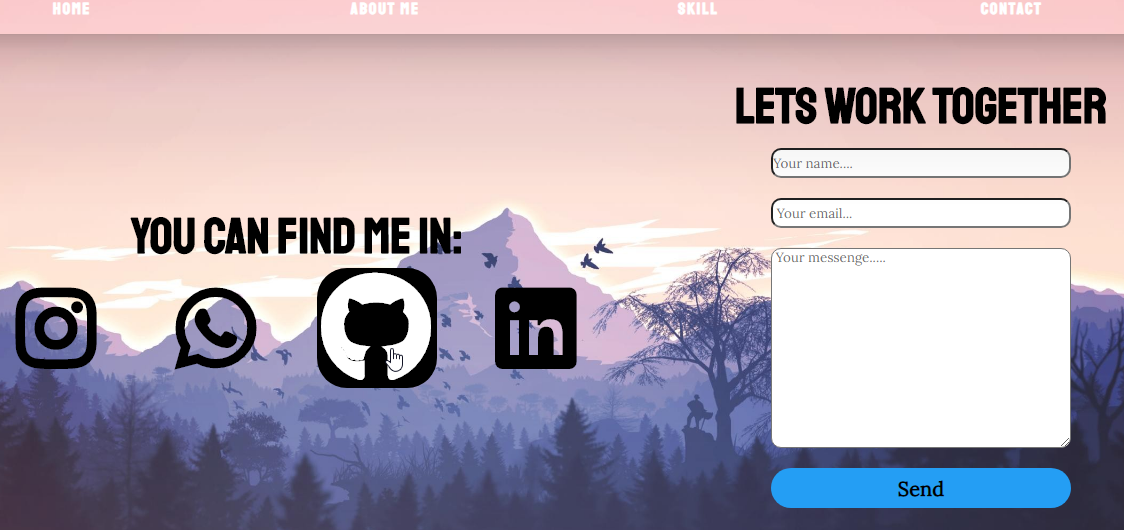 HOME ABOUT ME SKILL CONTACT
LETS WORK TOGETHER
Your name....
Your email...
Your messenge.....
Send
YOU CAN FIND ME IN:
in